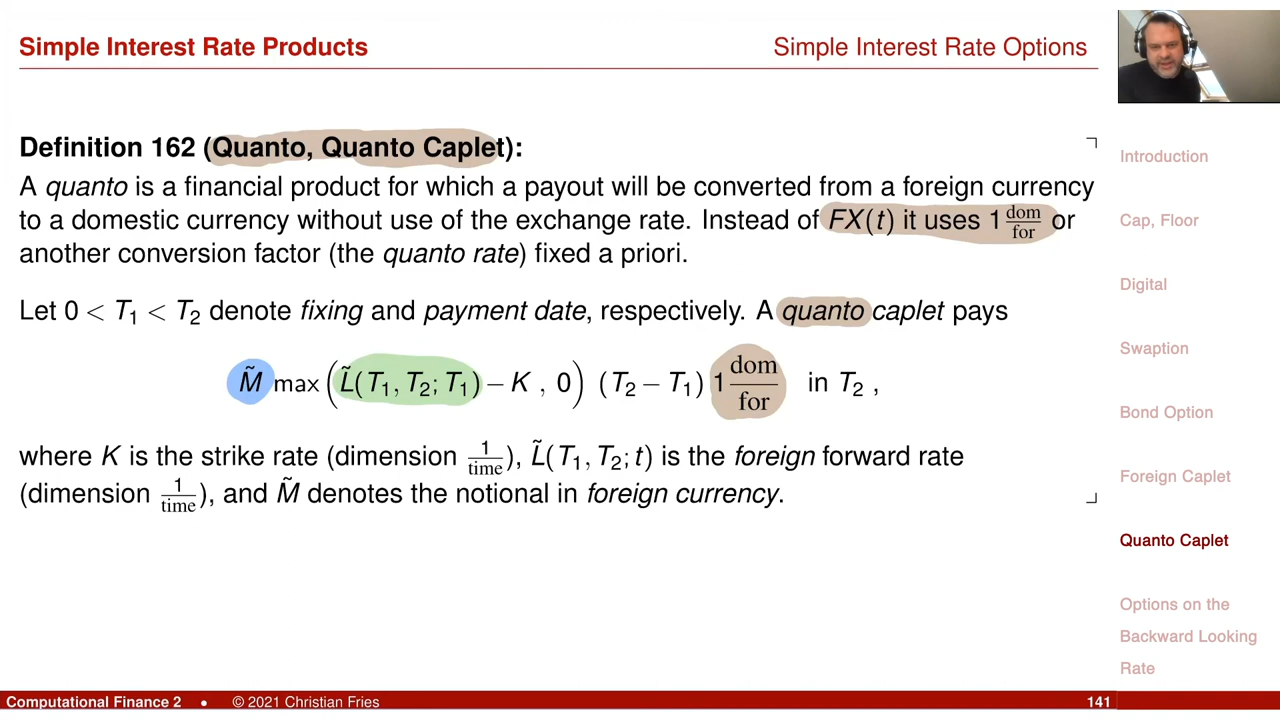 Simple Interest Rate Products
Simple Interest Rate Options
Definition 162 (Quanto, Quanto Caplet):
A quanto is a financial product for which a payout will be converted from a foreign currency
to a domestic currency without use of the exchange rate. Instead of FX(t) it uses 1 dom/for or
another conversion factor (the quanto rate) fixed a priori.
Let 0 < T₁ < T₂ denote fixing and payment date, respectively. A quanto caplet pays
M̃ max ( L̃(T₁, T₂; T₁) − K , 0 ) (T₂ − T₁) 1 dom/for in T₂ ,
where K is the strike rate (dimension 1/time), L̃(T₁, T₂; t) is the foreign forward rate
(dimension 1/time), and M̃ denotes the notional in foreign currency.
Introduction
Cap, Floor
Digital
Swaption
Bond Option
Foreign Caplet
Quanto Caplet
Options on the
Backward Looking
Rate
Computational Finance 2 • © 2021 Christian Fries
141